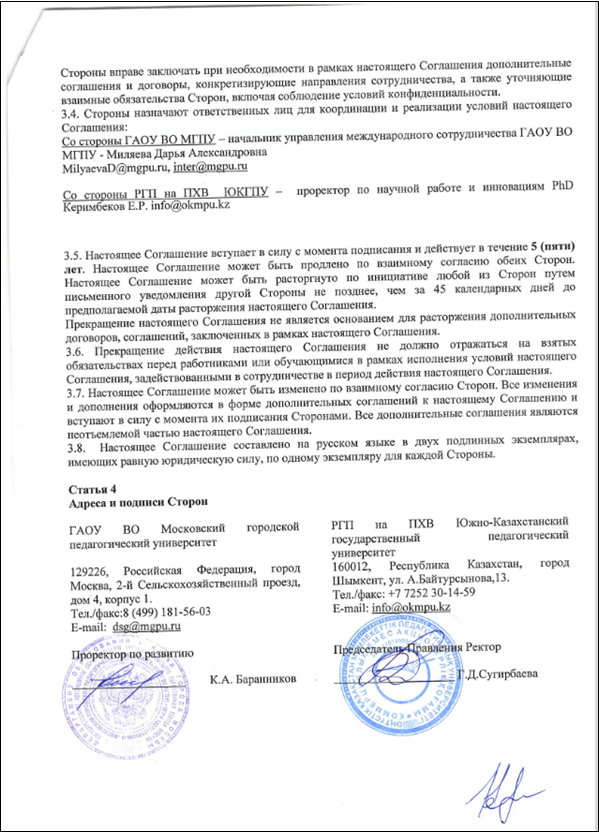 Стороны вправе заключать при необходимости в рамках настоящего Соглашения дополнительные
соглашения и договоры, конкретизирующие направления сотрудничества, а также уточняющие
взаимные обязательства Сторон, включая соблюдение условий конфиденциальности.
3.4. Стороны назначают ответственных лиц для координации и реализации условий настоящего
Соглашения:
Со стороны ГАОУ ВО МГПУ – начальник управления международного сотрудничества ГАОУ ВО
МГПУ - Миляева Дарья Александровна
MilyaevaD@mgpu.ru, inter@mgpu.ru
Со стороны РГП на ПХВ ЮКГПУ – проректор по научной работе и инновациям PhD
Керимбеков Е.Р. info@okmpu.kz
3.5. Настоящее Соглашение вступает в силу с момента подписания и действует в течение 5 (пяти)
лет. Настоящее Соглашение может быть продлено по взаимному согласию обеих Сторон.
Настоящее Соглашение может быть расторгнуто по инициативе любой из Сторон путем
письменного уведомления другой Стороны не позднее, чем за 45 календарных дней до
предполагаемой даты расторжения настоящего Соглашения.
Прекращение настоящего Соглашения не является основанием для расторжения дополнительных
договоров, соглашений, заключенных в рамках настоящего Соглашения.
3.6. Прекращение действия настоящего Соглашения не должно отражаться на взятых
обязательствах перед работниками или обучающимися в рамках исполнения условий настоящего
Соглашения, задействованными в сотрудничестве в период действия настоящего Соглашения.
3.7. Настоящее Соглашение может быть изменено по взаимному согласию Сторон. Все изменения
и дополнения оформляются в форме дополнительных соглашений к настоящему Соглашению и
вступают в силу с момента их подписания Сторонами. Все дополнительные соглашения являются
неотъемлемой частью настоящего Соглашения.
3.8. Настоящее Соглашение составлено на русском языке в двух подлинных экземплярах,
имеющих равную юридическую силу, по одному экземпляру для каждой Стороны.
Статья 4
Адреса и подписи Сторон
ГАОУ ВО Московский городской
педагогический университет
129226, Российская Федерация, город
Москва, 2-й Сельскохозяйственный проезд,
дом 4, корпус 1.
Тел./факс:8 (499) 181-56-03
E-mail: dsg@mgpu.ru
Проректор по развитию
К.А. Баранников
РГП на ПХВ Южно-Казахстанский
государственный педагогический
университет
160012, Республика Казахстан, город
Шымкент, ул. А.Байтурсынова,13.
Тел./факс: +7 7252 30-14-59
E-mail: info@okmpu.kz
Председатель Правления Ректор
Г.Д.Сугирбаева